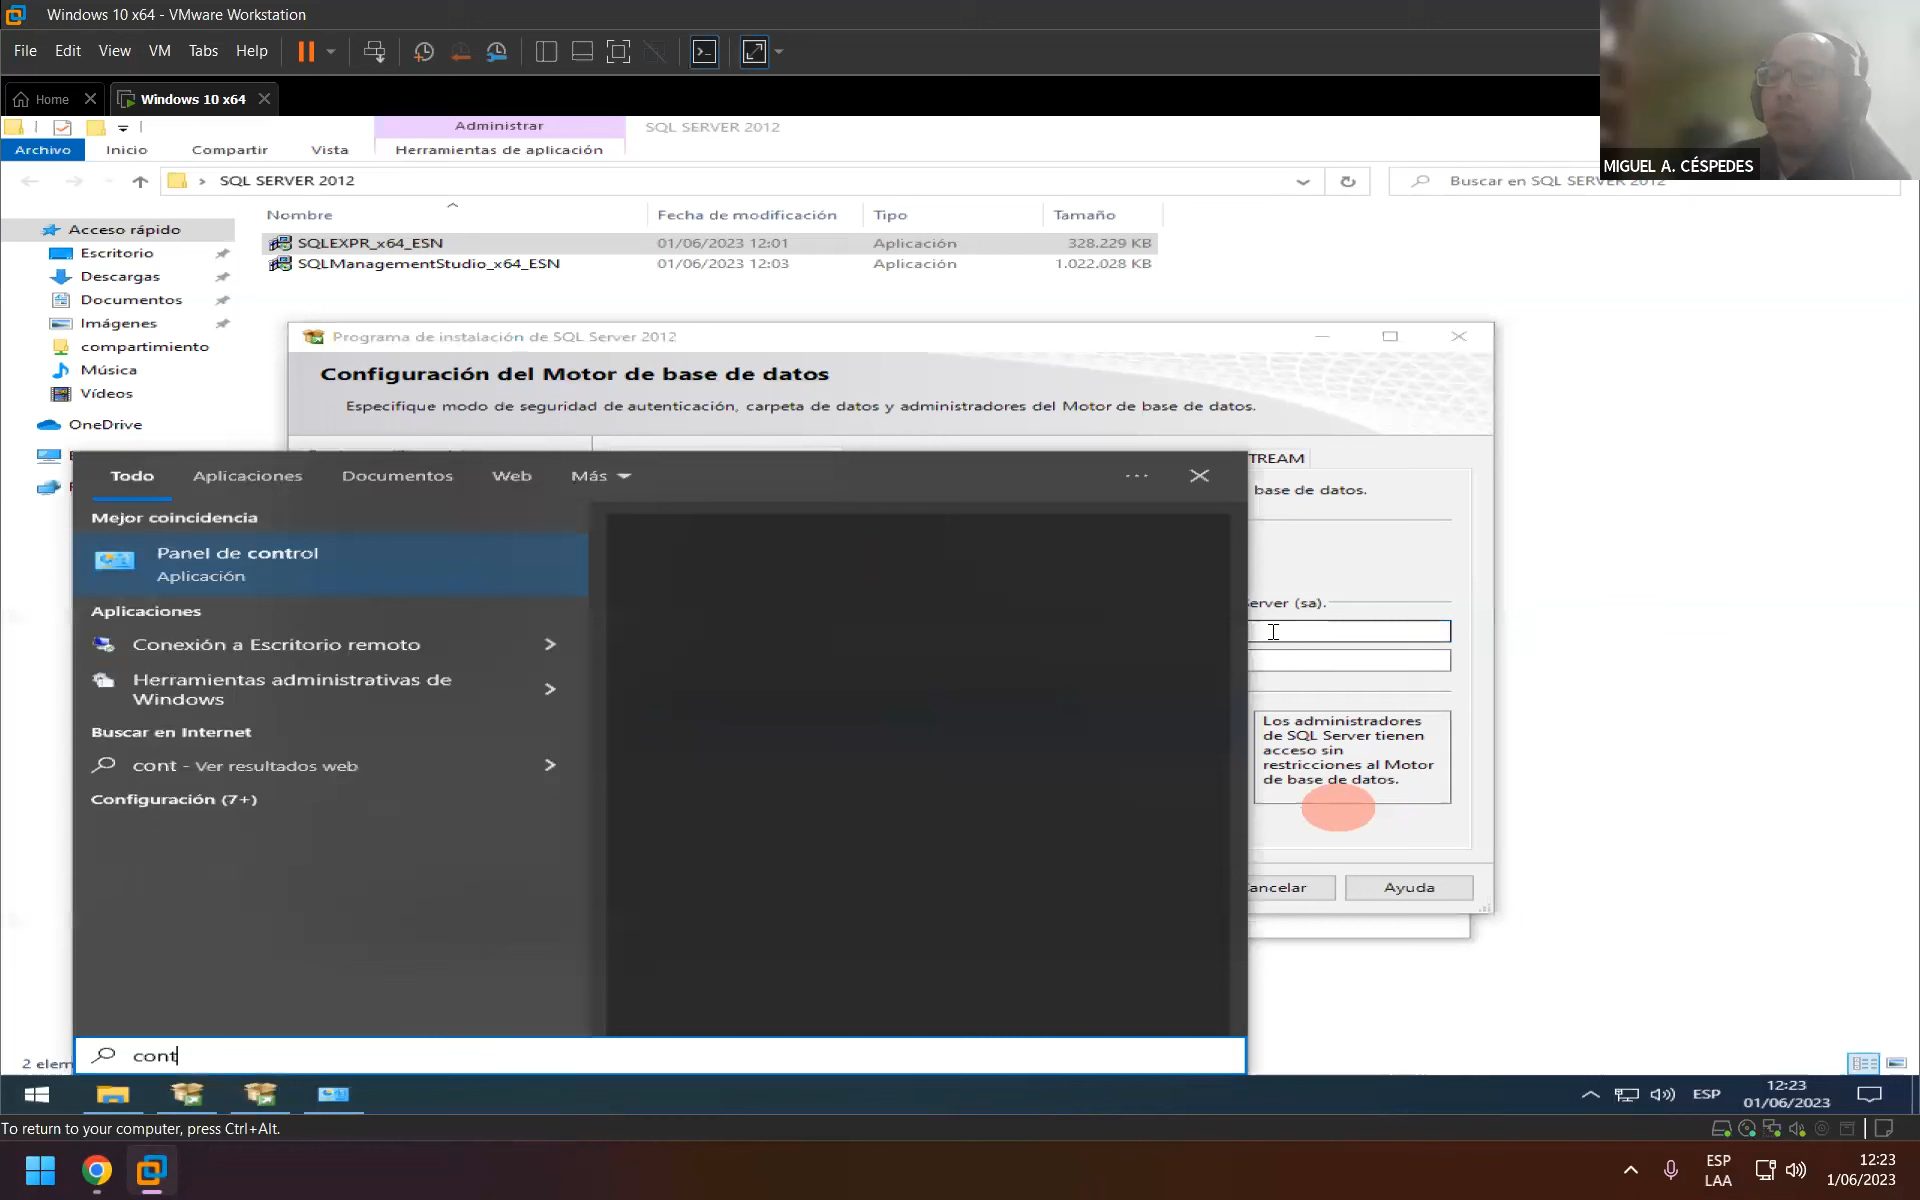 Windows 10 x64 - VMware Workstation
File Edit View VM Tabs Help
Home
Windows 10 x64
MIGUEL A. CÉSPEDES
Administrar
SQL SERVER 2012
Archivo Inicio Compartir Vista Herramientas de aplicación
SQL SERVER 2012
Buscar en SQL SERVER 2012
Nombre Fecha de modificación Tipo Tamaño
SQLEXPR_x64_ESN 01/06/2023 12:01 Aplicación 328.229 KB
SQLManagementStudio_x64_ESN 01/06/2023 12:03 Aplicación 1.022.028 KB
Acceso rápido
Escritorio
Descargas
Documentos
Imágenes
compartimiento
Música
Vídeos
OneDrive
Programa de instalación de SQL Server 2012
Configuración del Motor de base de datos
Especifique modo de seguridad de autenticación, carpeta de datos y administradores del Motor de base de datos.
TREAM
base de datos.
erver (sa).
Los administradores
de SQL Server tienen
acceso sin
restricciones al Motor
de base de datos.
ancelar
Ayuda
Todo Aplicaciones Documentos Web Más
Mejor coincidencia
Panel de control
Aplicación
Aplicaciones
Conexión a Escritorio remoto
Herramientas administrativas de
Windows
Buscar en Internet
cont - Ver resultados web
Configuración (7+)
cont
2 elem
ESP
12:23
01/06/2023
To return to your computer, press Ctrl+Alt.
ESP
LAA
12:23
1/06/2023